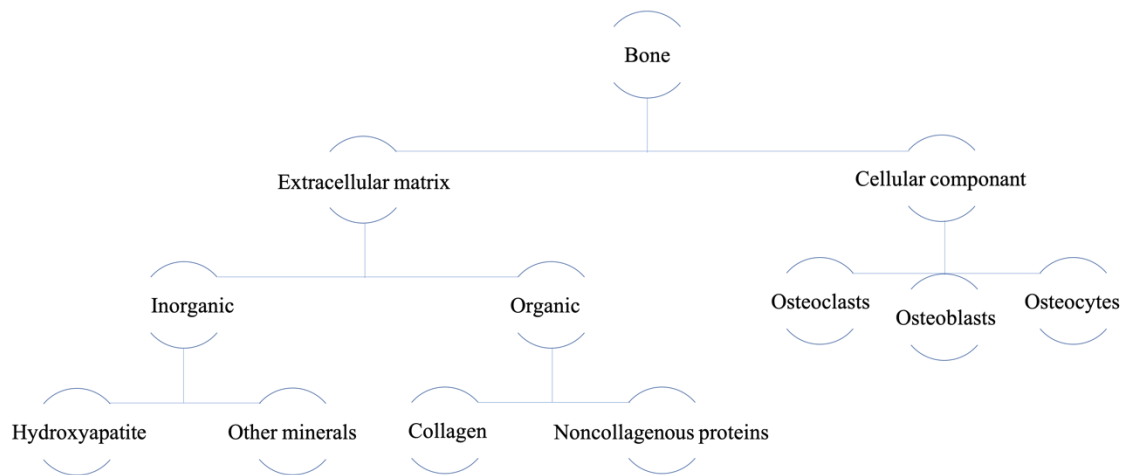 Bone
Extracellular matrix
Cellular componant
Inorganic
Organic
Osteoclasts
Osteoblasts
Osteocytes
Hydroxyapatite
Other minerals
Collagen
Noncollagenous proteins